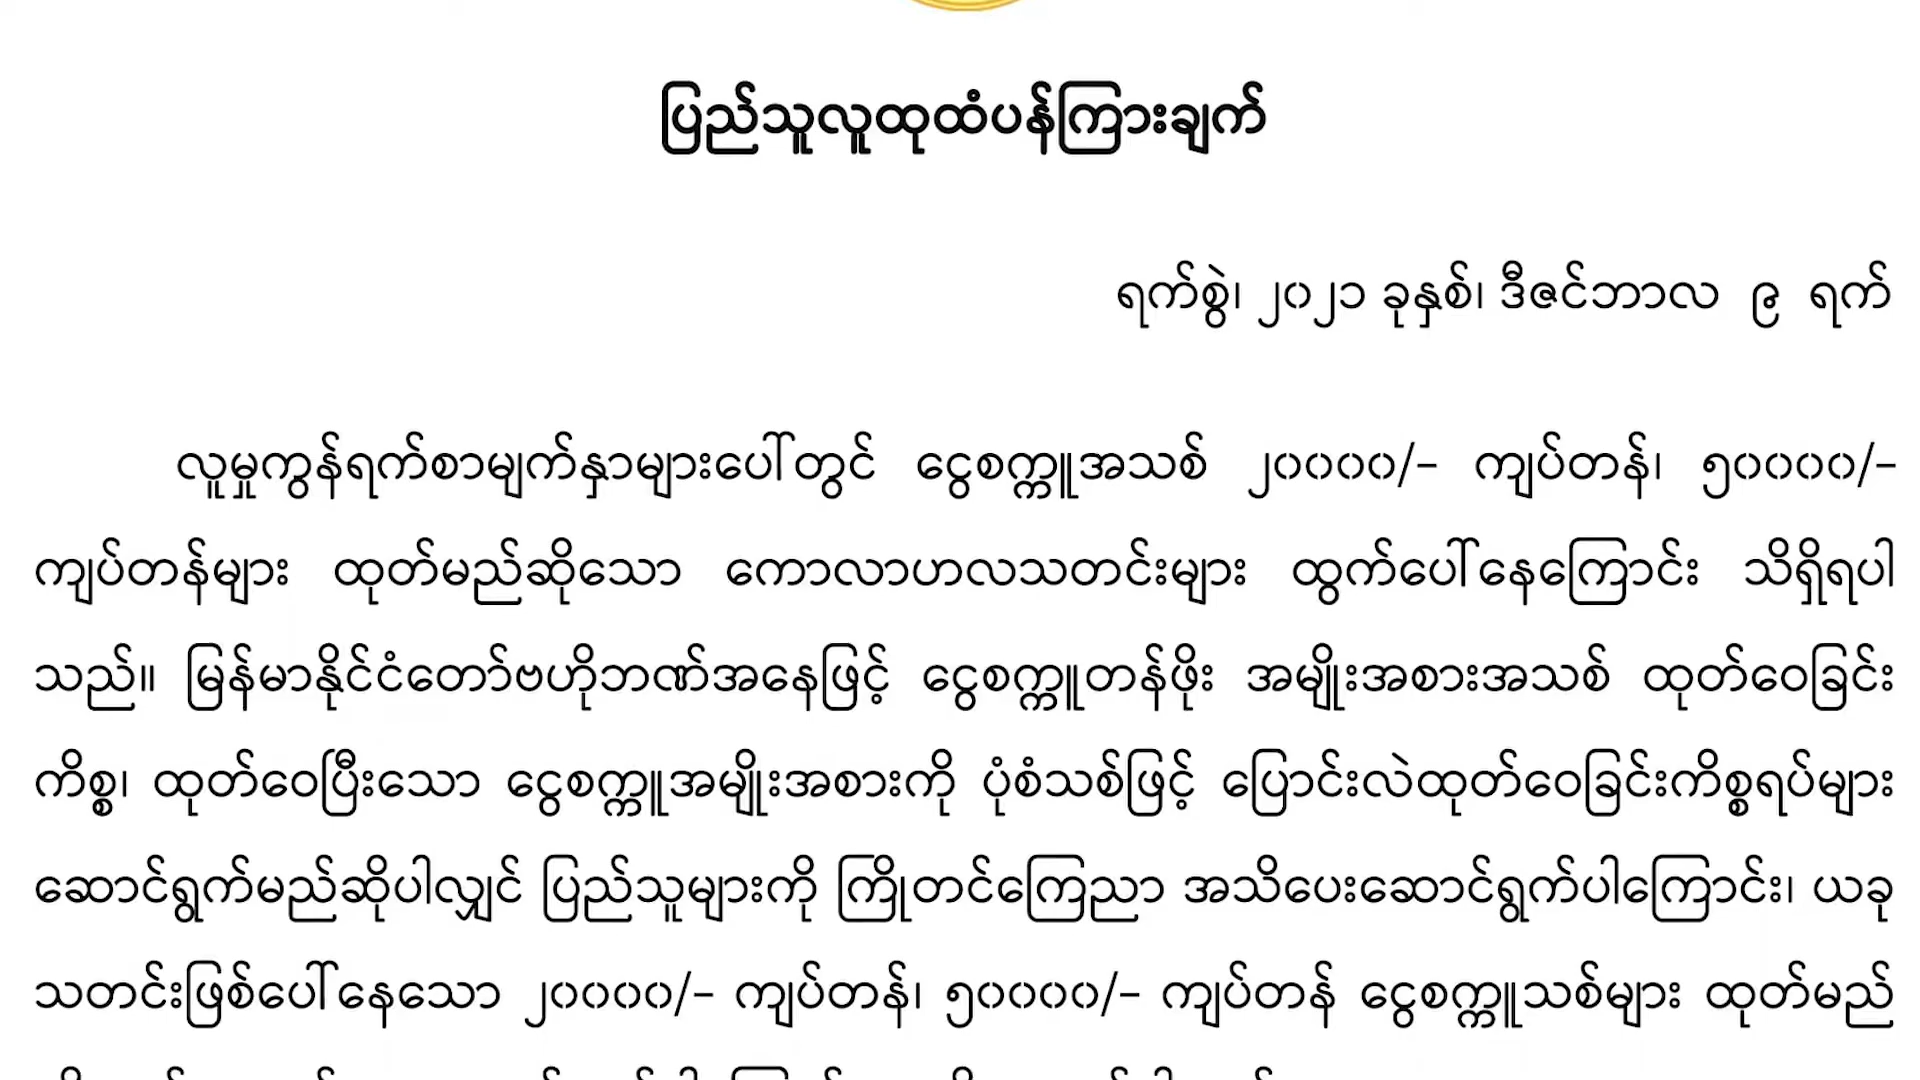 ပြည်သူလူထုထံပန်ကြားချက်
ရက်စွဲ၊ ၂၀၂၁ ခုနှစ်၊ ဒီဇင်ဘာလ ၉ ရက်
လူမှုကွန်ရက်စာမျက်နှာများပေါ်တွင် ငွေစက္ကူအသစ် ၂၀၀၀၀/- ကျပ်တန်၊ ၅၀၀၀၀/-
ကျပ်တန်များ ထုတ်မည်ဆိုသော ကောလာဟလသတင်းများ ထွက်ပေါ်နေကြောင်း သိရှိရပါ
သည်။ မြန်မာနိုင်ငံတော်ဗဟိုဘဏ်အနေဖြင့် ငွေစက္ကူတန်ဖိုး အမျိုးအစားအသစ် ထုတ်ဝေခြင်း
ကိစ္စ၊ ထုတ်ဝေပြီးသော ငွေစက္ကူအမျိုးအစားကို ပုံစံသစ်ဖြင့် ပြောင်းလဲထုတ်ဝေခြင်းကိစ္စရပ်များ
ဆောင်ရွက်မည်ဆိုပါလျှင် ပြည်သူများကို ကြိုတင်ကြေညာ အသိပေးဆောင်ရွက်ပါကြောင်း၊ ယခု
သတင်းဖြစ်ပေါ်နေသော ၂၀၀၀၀/- ကျပ်တန်၊ ၅၀၀၀၀/- ကျပ်တန် ငွေစက္ကူသစ်များ ထုတ်မည်